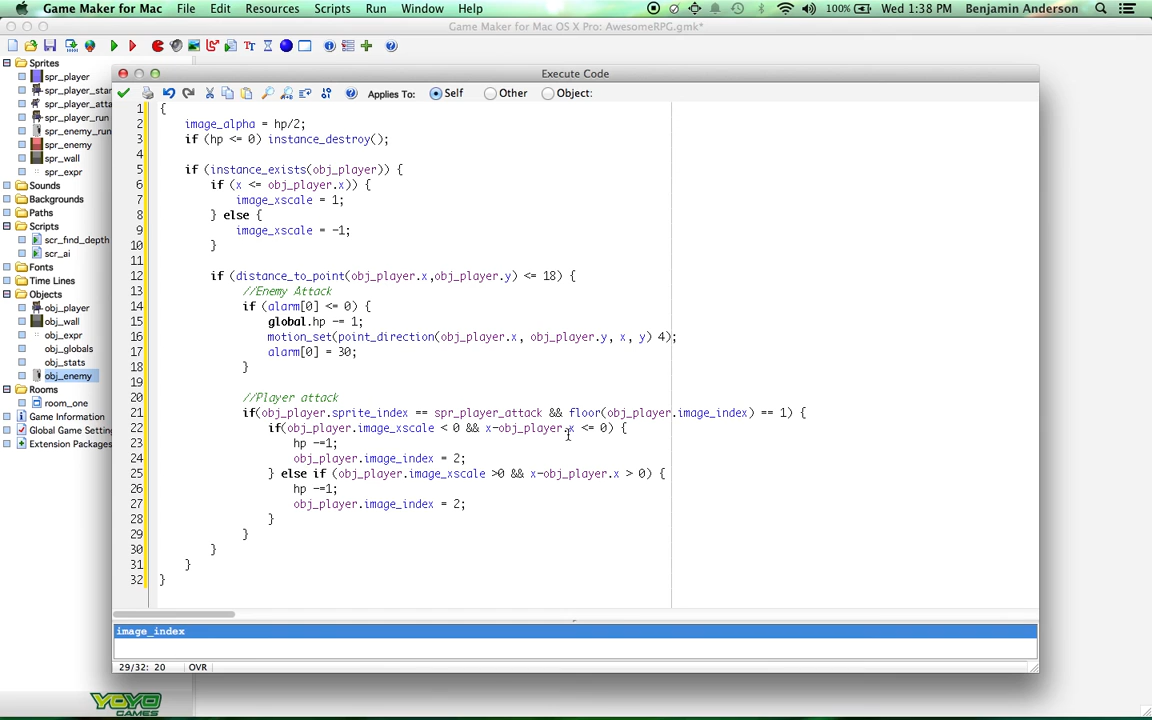 Game Maker for Mac File Edit Resources Scripts Run Window Help 100% Wed 1:38 PM Benjamin Anderson
Game Maker for Mac OS X Pro: AwesomeRPG.gmk*
Sprites
spr_player
spr_player_stan
spr_player_atta
spr_player_run
spr_enemy_run
spr_enemy
spr_wall
spr_expr
Sounds
Backgrounds
Paths
Scripts
scr_find_depth
scr_ai
Fonts
Time Lines
Objects
obj_player
obj_wall
obj_expr
obj_globals
obj_stats
obj_enemy
Rooms
room_one
Game Information
Global Game Settin
Extension Packages
YOYO
GAMES
Execute Code
Applies To: Self Other Object:
1 {
2 image_alpha = hp/2;
3 if (hp <= 0) instance_destroy();
4
5 if (instance_exists(obj_player)) {
6 if (x <= obj_player.x)) {
7 image_xscale = 1;
8 } else {
9 image_xscale = -1;
10 }
11
12 if (distance_to_point(obj_player.x,obj_player.y) <= 18) {
13 //Enemy Attack
14 if (alarm[0] <= 0) {
15 global.hp -= 1;
16 motion_set(point_direction(obj_player.x, obj_player.y, x, y) 4);
17 alarm[0] = 30;
18 }
19
20 //Player attack
21 if(obj_player.sprite_index == spr_player_attack && floor(obj_player.image_index) == 1) {
22 if(obj_player.image_xscale < 0 && x-obj_player.x <= 0) {
23 hp -=1;
24 obj_player.image_index = 2;
25 } else if (obj_player.image_xscale >0 && x-obj_player.x > 0) {
26 hp -=1;
27 obj_player.image_index = 2;
28 }
29 }
30 }
31 }
32 }
image_index
29/32: 20 OVR